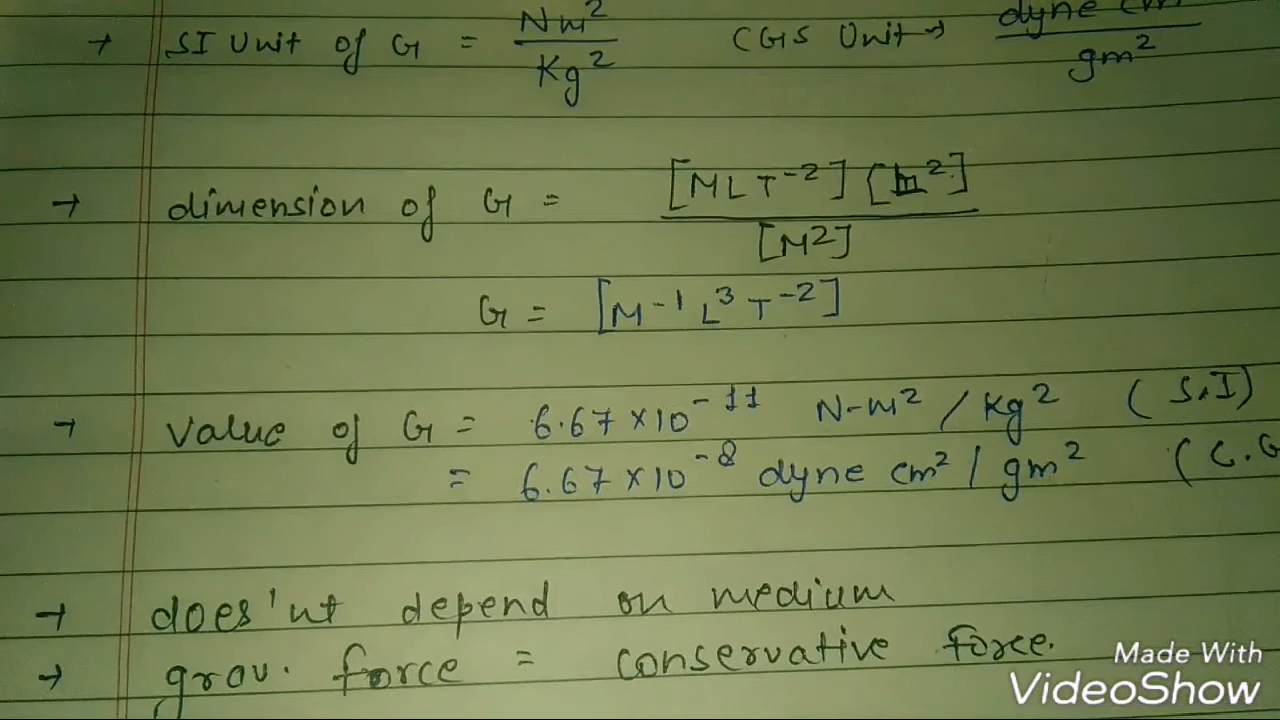 → SI Unit of G = Nm² / Kg² CGS Unit → dyne cm / gm²
→ dimension of G = [MLT⁻²] [L²] / [M²]
G = [M⁻¹ L³ T⁻²]
→ value of G = 6.67 × 10⁻¹¹ N-m² / Kg² (S.I)
= 6.67 × 10⁻⁸ dyne cm² / gm² (C.G
→ does'nt depend on medium
→ grav. force = conservative force.
Made With
VideoShow